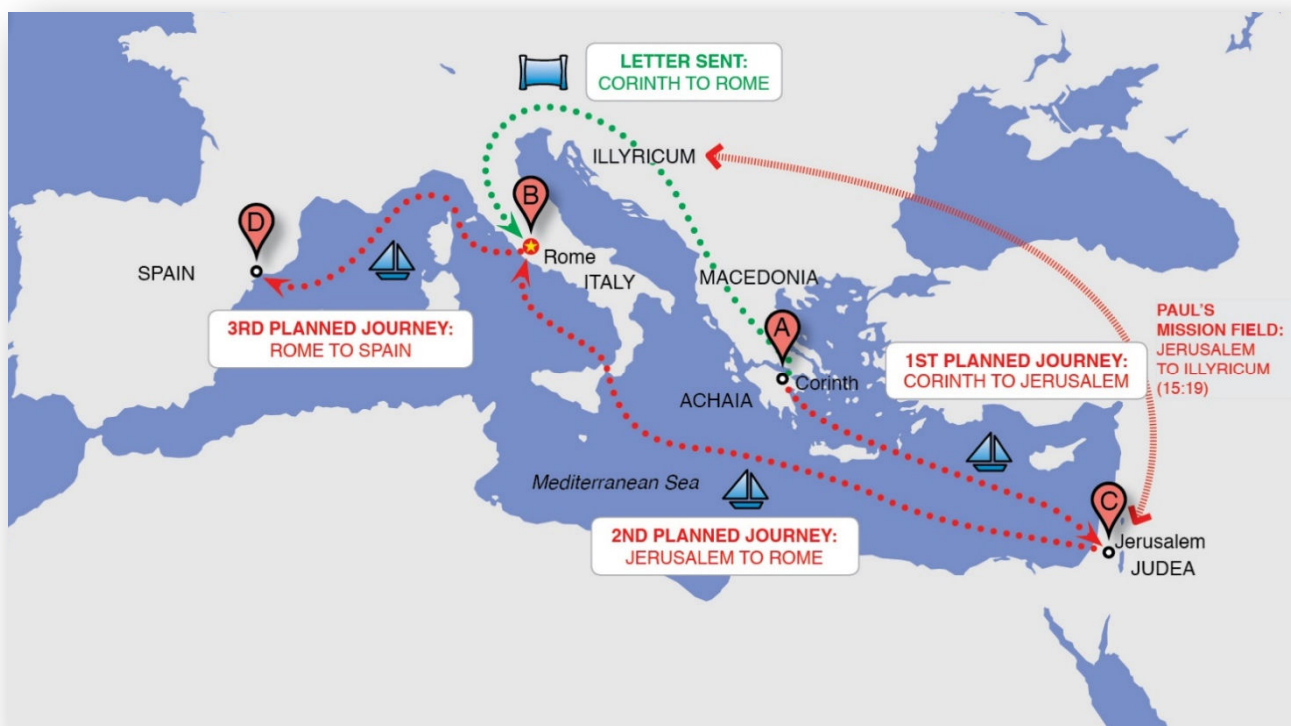 LETTER SENT:
CORINTH TO ROME
ILLYRICUM
B
D
Rome
SPAIN
ITALY
MACEDONIA
3RD PLANNED JOURNEY:
ROME TO SPAIN
A
Corinth
ACHAIA
1ST PLANNED JOURNEY:
CORINTH TO JERUSALEM
PAUL'S
MISSION FIELD:
JERUSALEM
TO ILLYRICUM
(15:19)
Mediterranean Sea
2ND PLANNED JOURNEY:
JERUSALEM TO ROME
C
Jerusalem
JUDEA